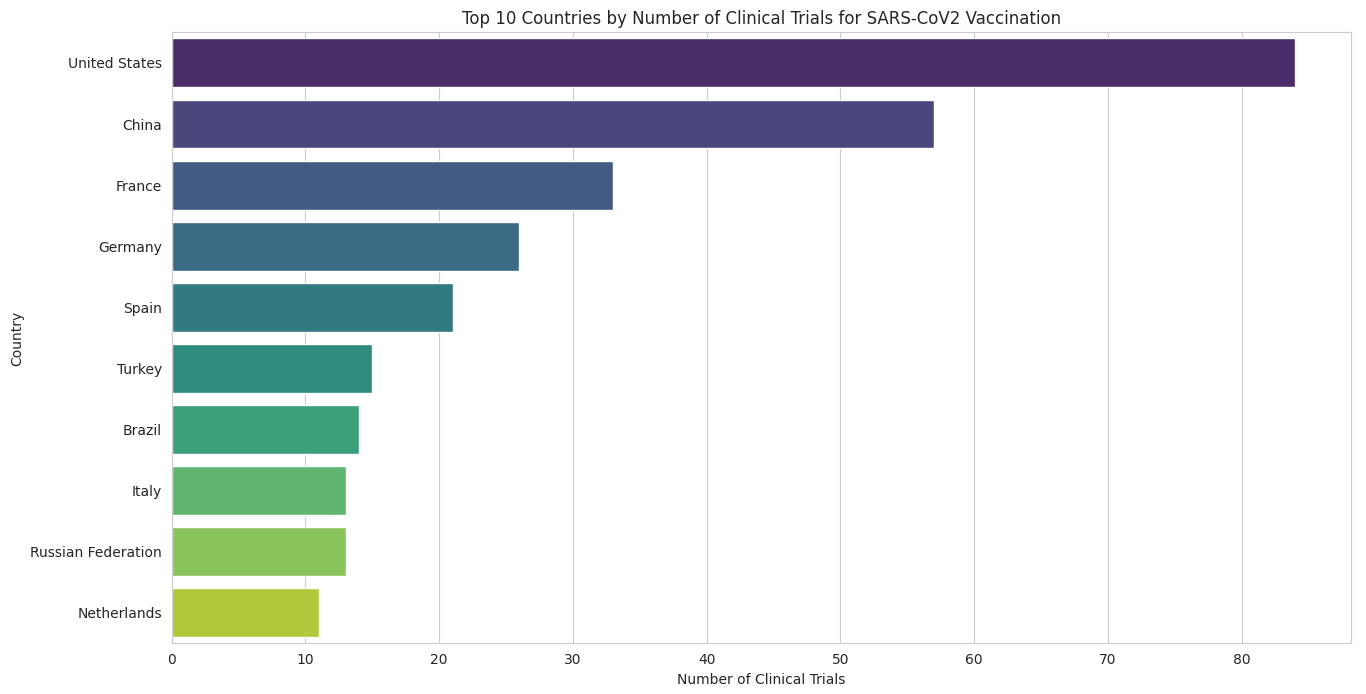 Top 10 Countries by Number of Clinical Trials for SARS-CoV2 Vaccination
Country
United States
China
France
Germany
Spain
Turkey
Brazil
Italy
Russian Federation
Netherlands
0 10 20 30 40 50 60 70 80
Number of Clinical Trials